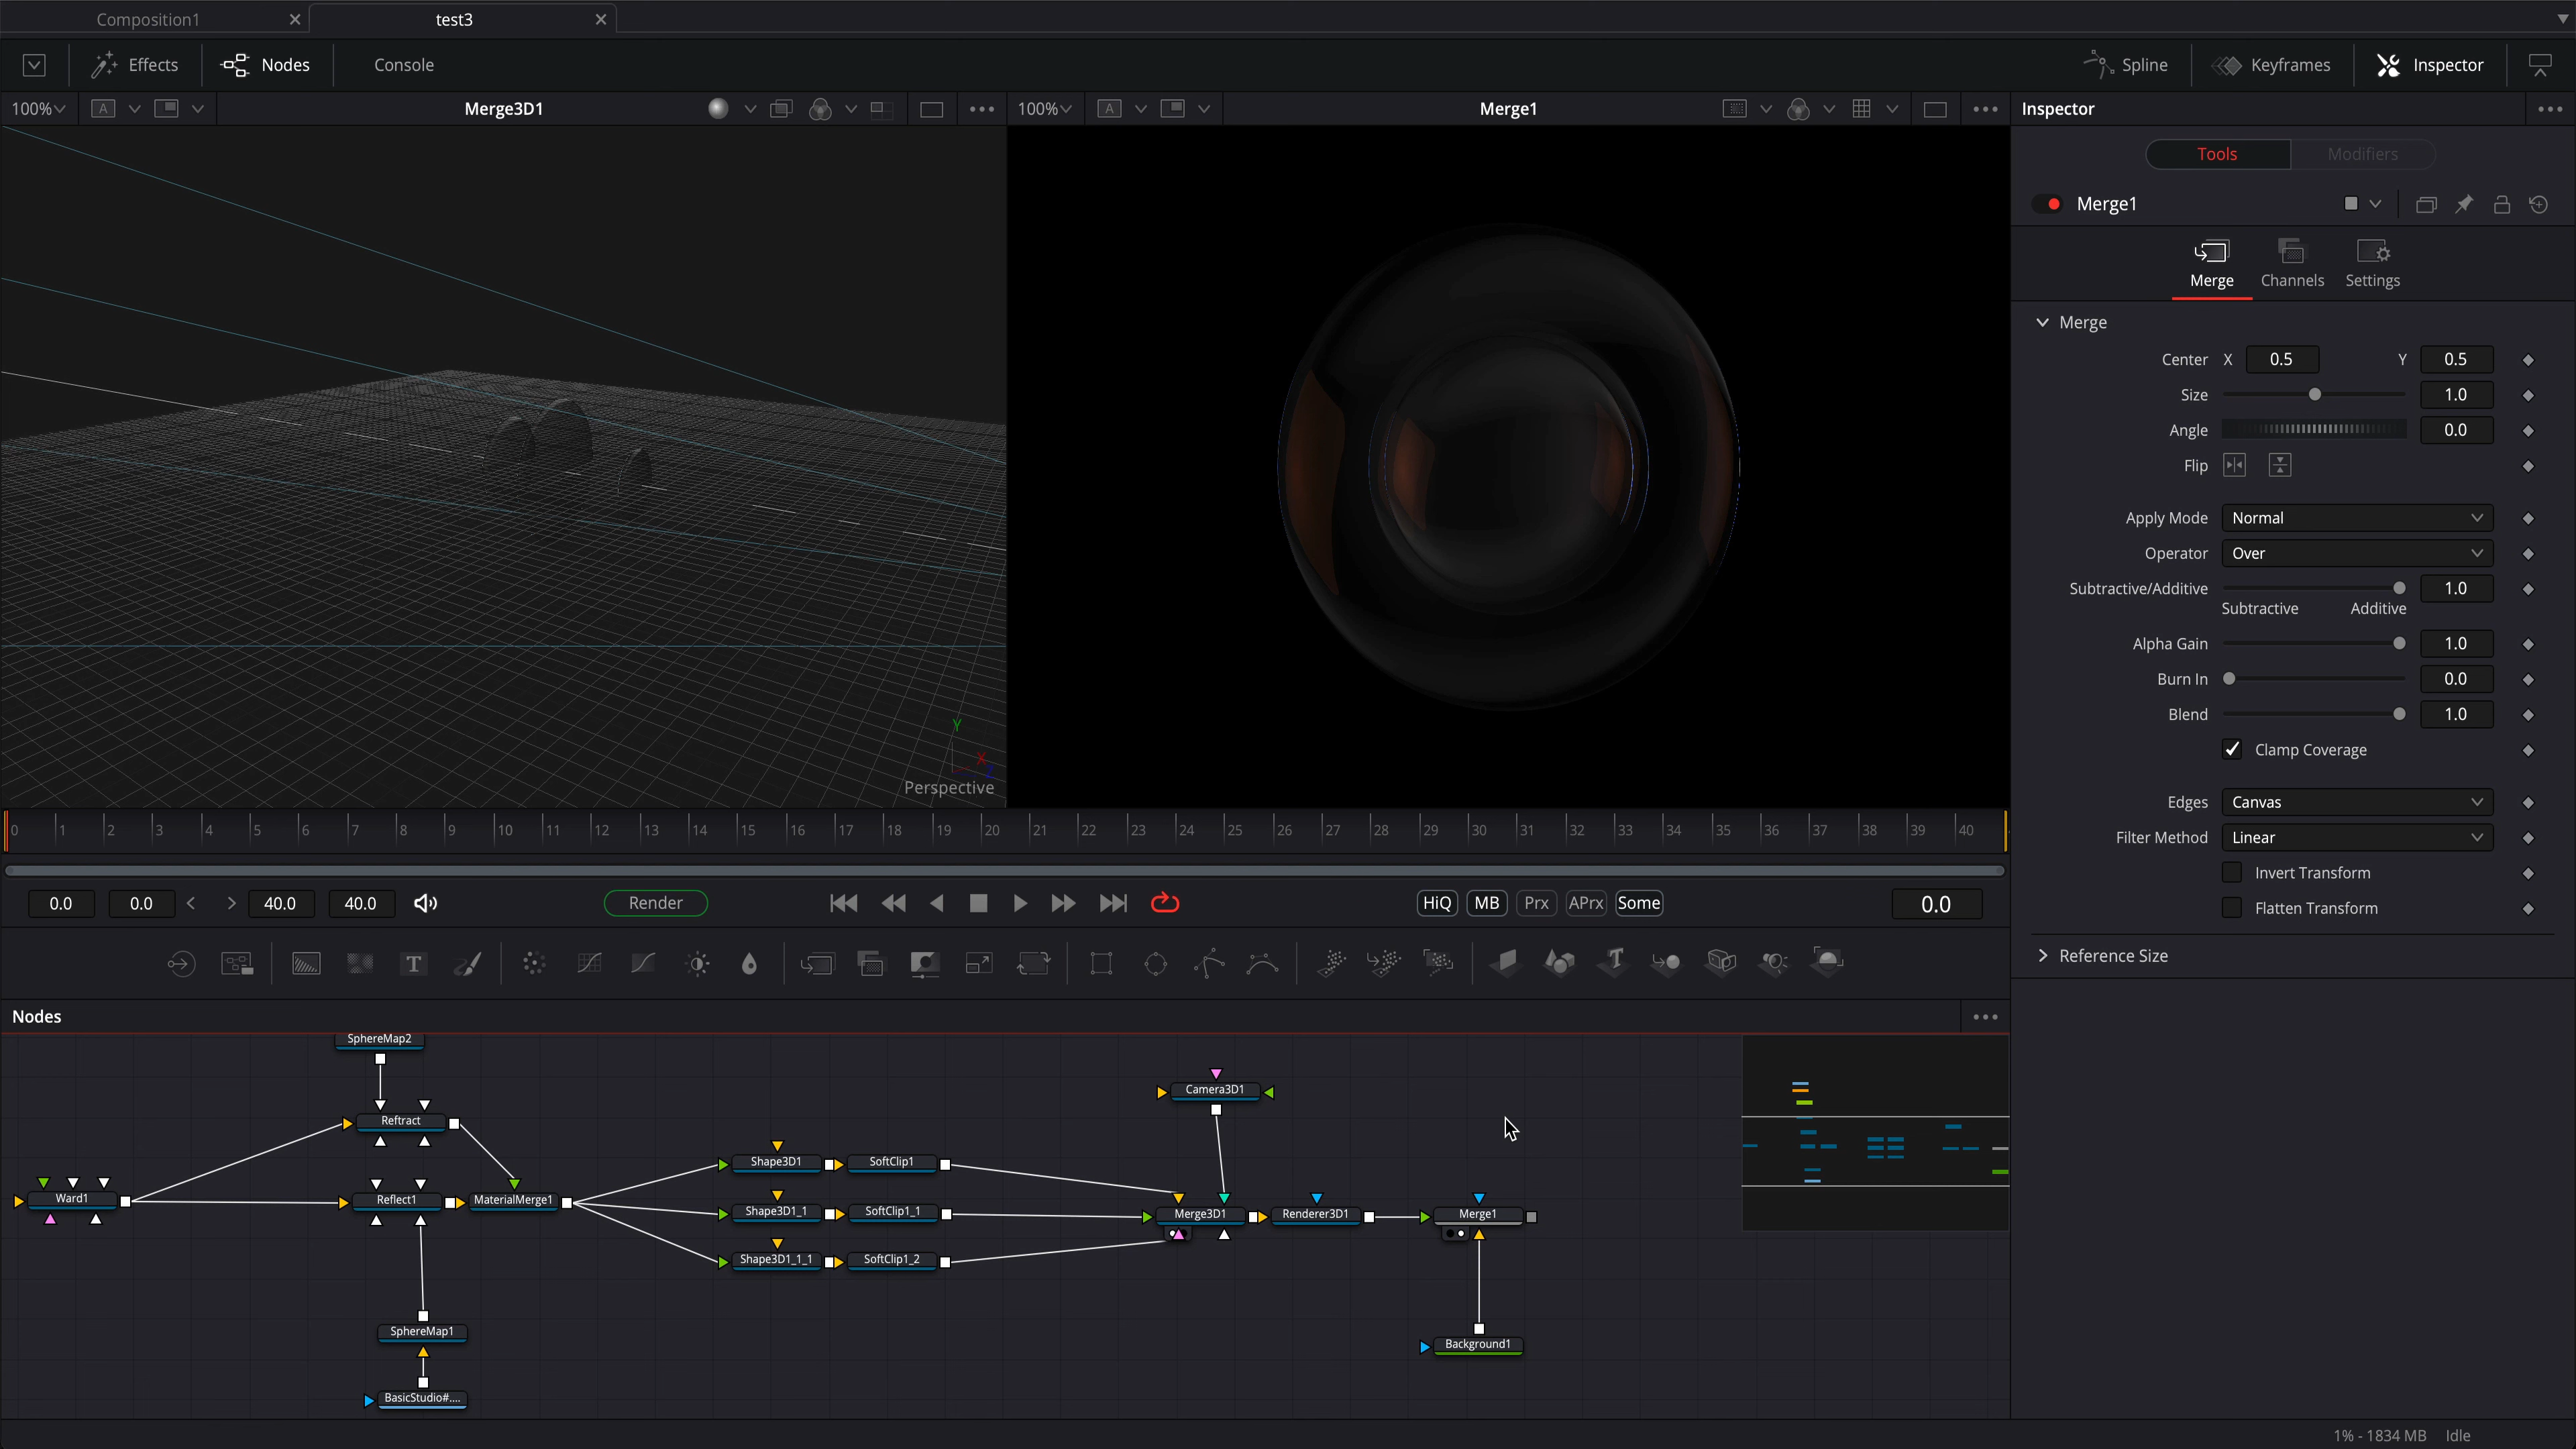 Composition1
test3
Effects
Nodes
Console
Spline
Keyframes
Inspector
100%
A
Merge3D1
100%
A
Merge1
Inspector
Tools
Modifiers
Merge1
Merge
Channels
Settings
Merge
Center X 0.5 Y 0.5
Size 1.0
Angle 0.0
Flip
Apply Mode Normal
Operator Over
Subtractive/Additive 1.0
Subtractive Additive
Alpha Gain 1.0
Burn In 0.0
Blend 1.0
Clamp Coverage
Edges Canvas
Filter Method Linear
Invert Transform
Flatten Transform
Reference Size
Y
X
Z
Perspective
0 1 2 3 4 5 6 7 8 9 10 11 12 13 14 15 16 17 18 19 20 21 22 23 24 25 26 27 28 29 30 31 32 33 34 35 36 37 38 39 40
0.0 0.0 40.0 40.0 Render HiQ MB Prx APrx Some 0.0
T
T
Nodes
SphereMap2
Camera3D1
Reftract
Shape3D1 SoftClip1
Ward1 Reflect1 MaterialMerge1
Shape3D1_1 SoftClip1_1 Merge3D1 Renderer3D1 Merge1
Shape3D1_1_1 SoftClip1_2
SphereMap1
Background1
BasicStudio#....
1% - 1834 MB Idle